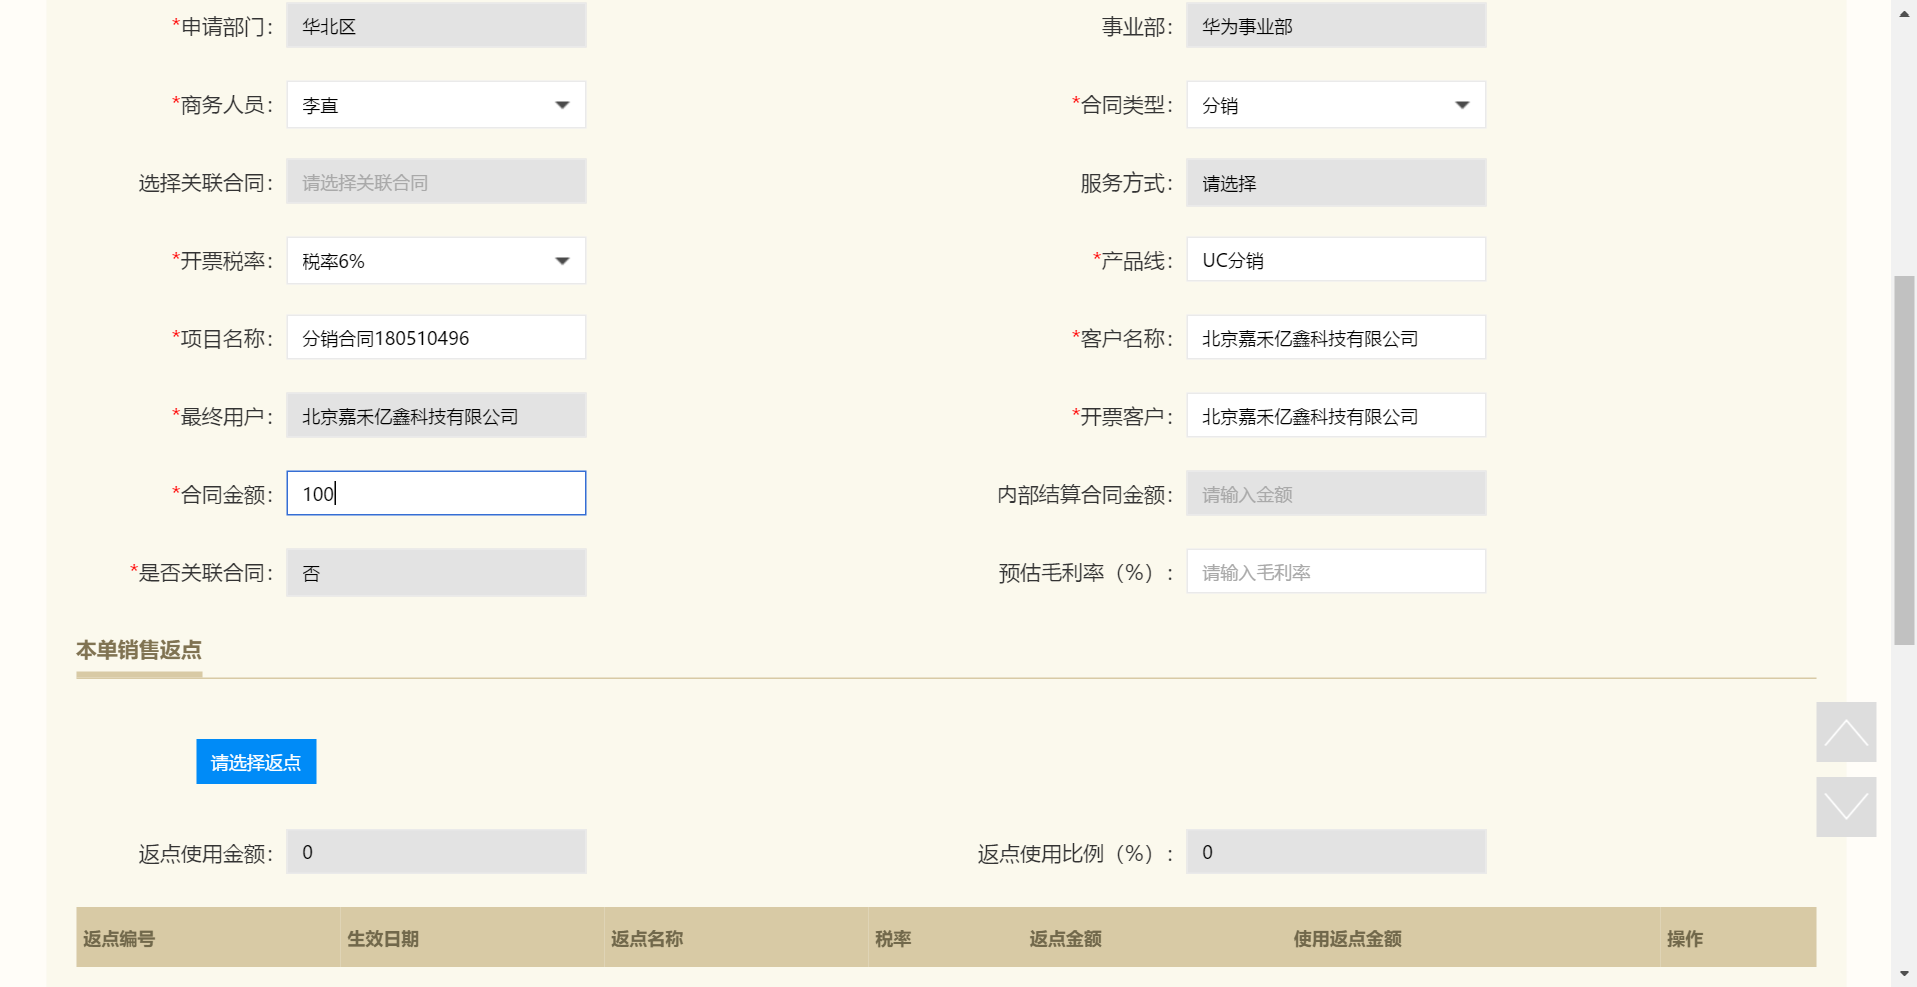 *申请部门: 华北区 事业部: 华为事业部
*商务人员: 李直 *合同类型: 分销
选择关联合同: 请选择关联合同 服务方式: 请选择
*开票税率: 税率6% *产品线: UC分销
*项目名称: 分销合同180510496 *客户名称: 北京嘉禾亿鑫科技有限公司
*最终用户: 北京嘉禾亿鑫科技有限公司 *开票客户: 北京嘉禾亿鑫科技有限公司
*合同金额: 100 内部结算合同金额: 请输入金额
*是否关联合同: 否 预估毛利率（%）: 请输入毛利率
本单销售返点
请选择返点
返点使用金额: 0 返点使用比例（%）: 0
返点编号 生效日期 返点名称 税率 返点金额 使用返点金额 操作